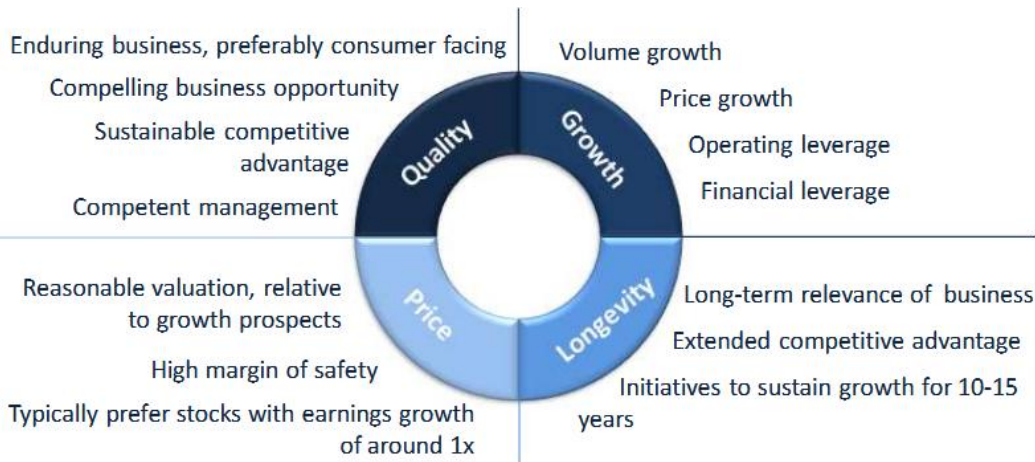 Enduring business, preferably consumer facing
Compelling business opportunity
Sustainable competitive
advantage
Competent management
Quality
Growth
Volume growth
Price growth
Operating leverage
Financial leverage
Reasonable valuation, relative
to growth prospects
High margin of safety
Typically prefer stocks with earnings growth
of around 1x
Price
Longevity
Long-term relevance of business
Extended competitive advantage
Initiatives to sustain growth for 10-15
years